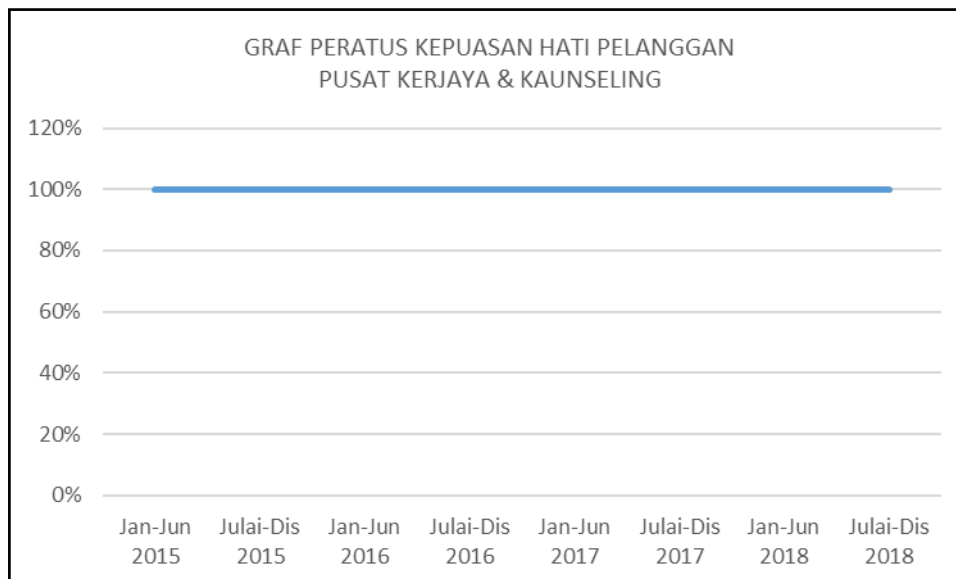 GRAF PERATUS KEPUASAN HATI PELANGGAN
PUSAT KERJAYA & KAUNSELING
120%
100%
80%
60%
40%
20%
0%
Jan-Jun Julai-Dis Jan-Jun Julai-Dis Jan-Jun Julai-Dis Jan-Jun Julai-Dis
2015 2015 2016 2016 2017 2017 2018 2018